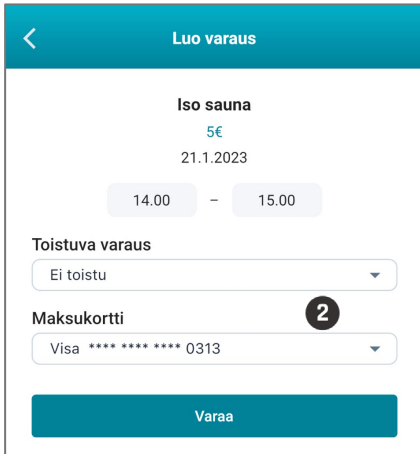 Luo varaus
Iso sauna
5€
21.1.2023
14.00 – 15.00
Toistuva varaus
Ei toistu
Maksukortti
2
Visa **** **** **** 0313
Varaa